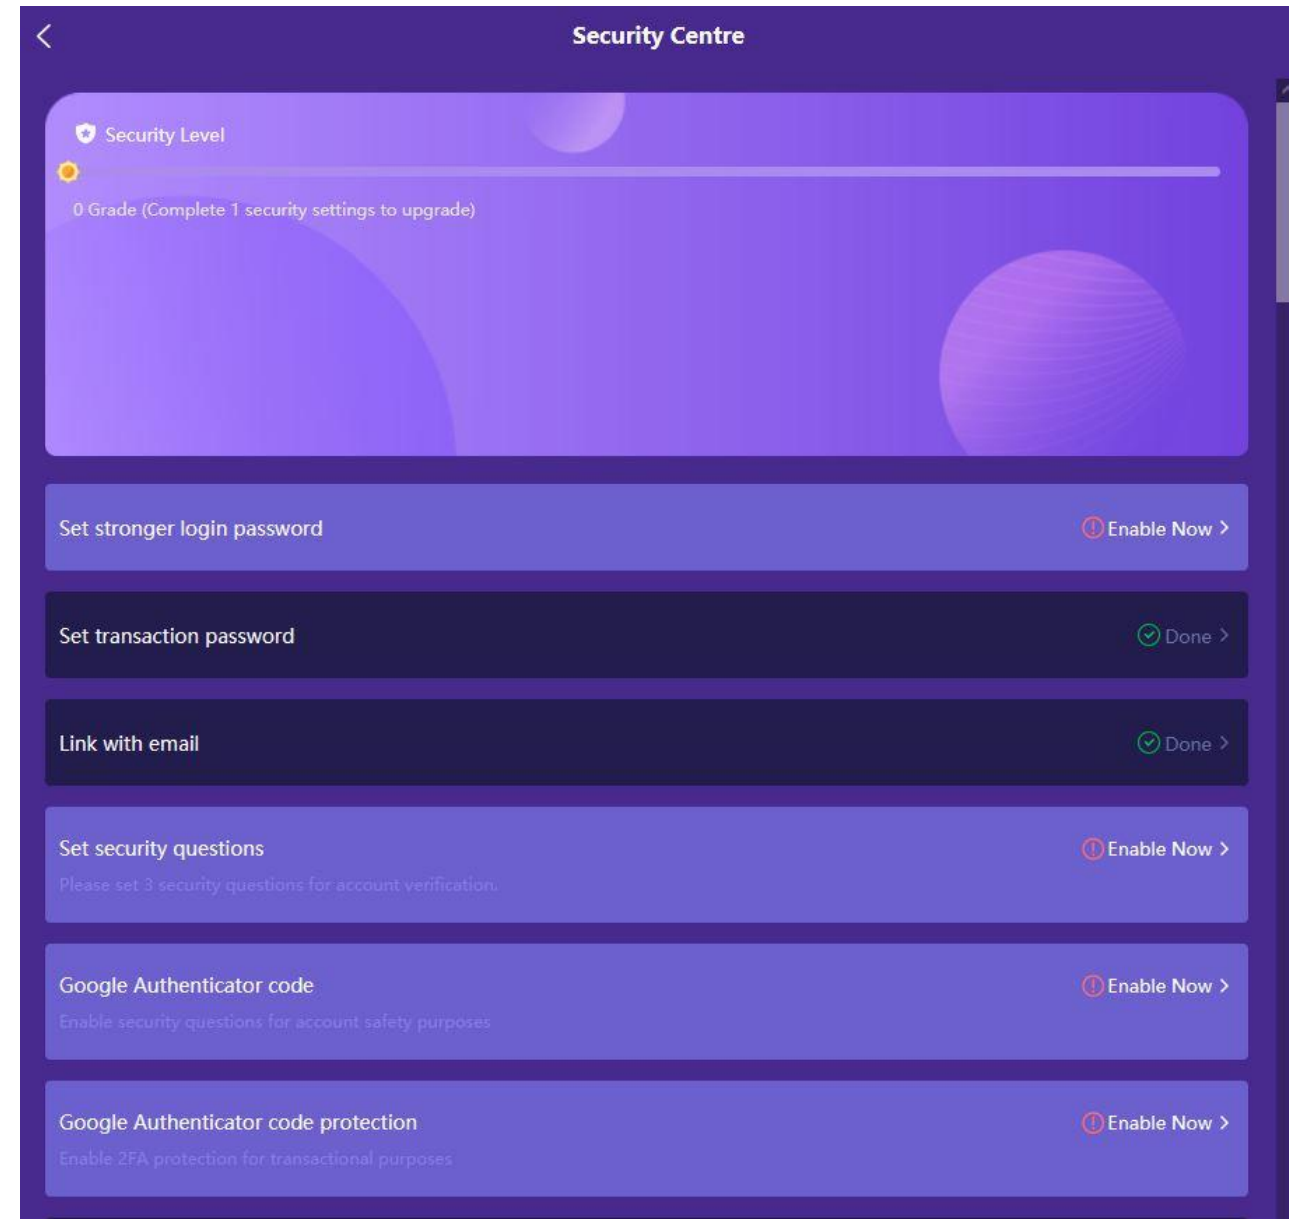 Security Centre
Security Level
0 Grade (Complete 1 security settings to upgrade)
Set stronger login password
Enable Now
Set transaction password
Done
Link with email
Done
Set security questions
Enable Now
Please set 3 security questions for account verification.
Google Authenticator code
Enable Now
Enable security questions for account safety purposes
Google Authenticator code protection
Enable Now
Enable 2FA protection for transactional purposes